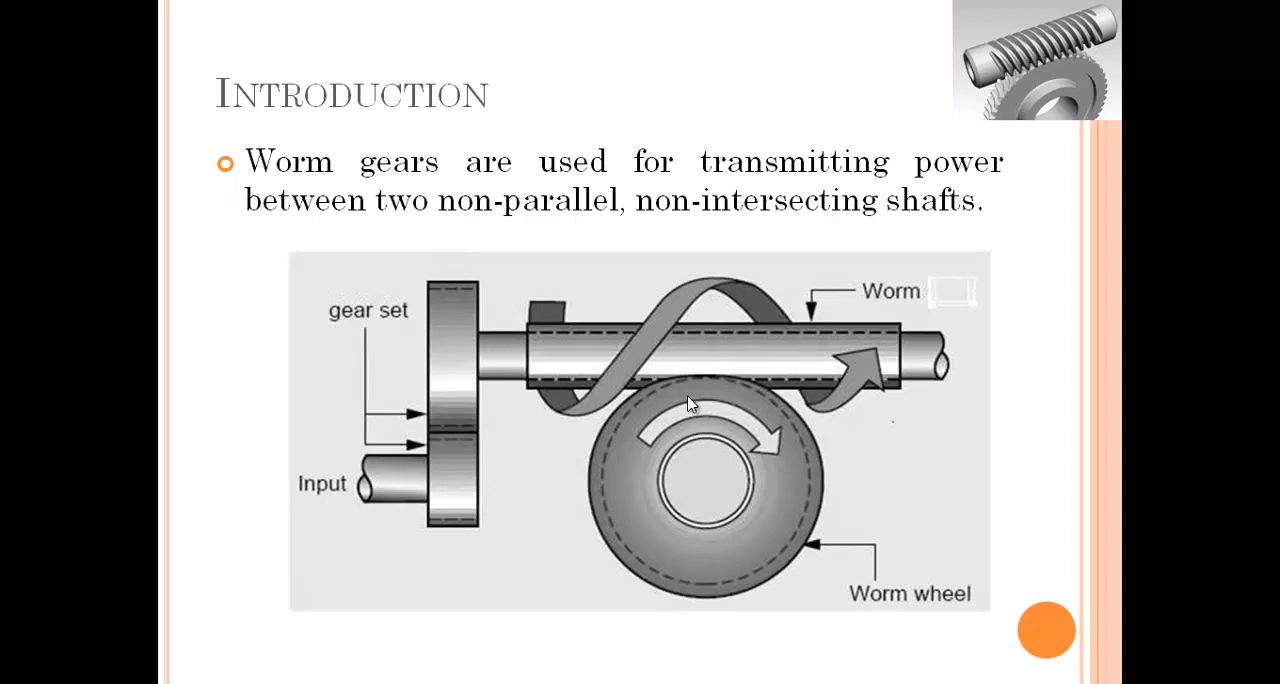 INTRODUCTION
Worm gears are used for transmitting power
between two non-parallel, non-intersecting shafts.
gear set
Worm
Input
Worm wheel